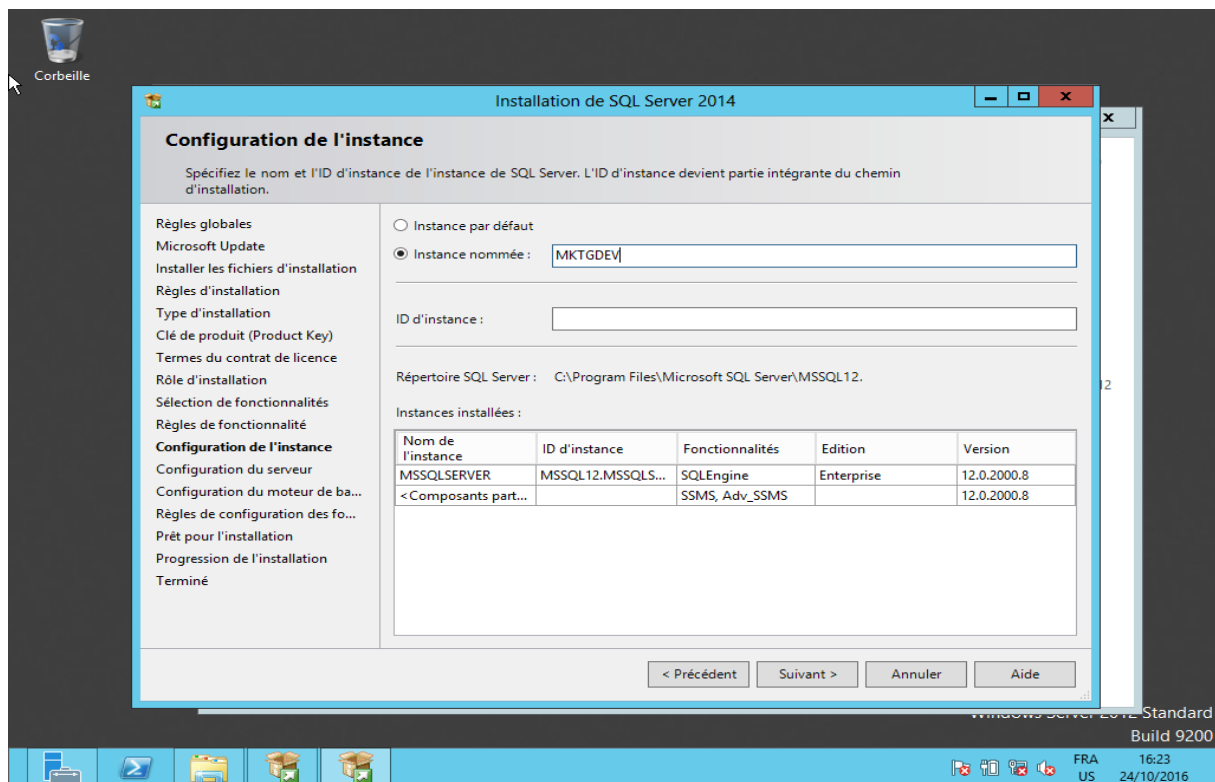 Corbeille
Installation de SQL Server 2014
Configuration de l'instance
Spécifiez le nom et l'ID d'instance de l'instance de SQL Server. L'ID d'instance devient partie intégrante du chemin
d'installation.
Règles globales
Microsoft Update
Installer les fichiers d'installation
Règles d'installation
Type d'installation
Clé de produit (Product Key)
Termes du contrat de licence
Rôle d'installation
Sélection de fonctionnalités
Règles de fonctionnalité
Configuration de l'instance
Configuration du serveur
Configuration du moteur de ba...
Règles de configuration des fo...
Prêt pour l'installation
Progression de l'installation
Terminé
Instance par défaut
Instance nommée : MKTGDEV
ID d'instance :
Répertoire SQL Server : C:\Program Files\Microsoft SQL Server\MSSQL12.
Instances installées :
Nom de l'instance ID d'instance Fonctionnalités Edition Version
MSSQLSERVER MSSQL12.MSSQLS... SQLEngine Enterprise 12.0.2000.8
<Composants part... SSMS, Adv_SSMS 12.0.2000.8
< Précédent Suivant > Annuler Aide
12
Windows Server 2012 Standard
Build 9200
FRA 16:23
US 24/10/2016